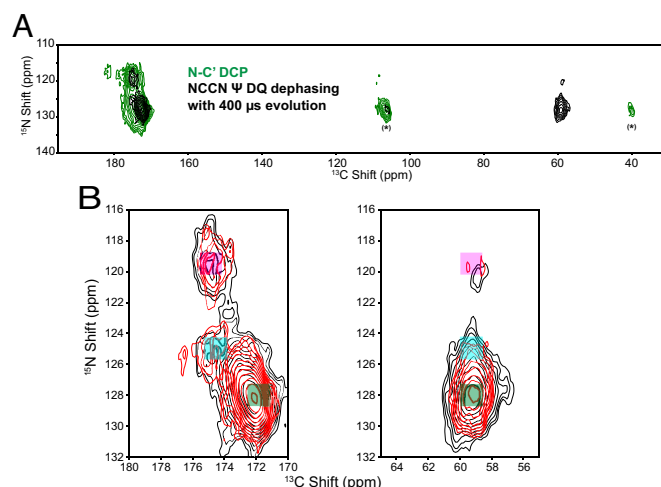 A
110
120
130
140
¹⁵N Shift (ppm)
N-C' DCP
NCCN Ψ DQ dephasing
with 400 µs evolution
(*)
(*)
180 160 140 120 100 80 60 40
¹³C Shift (ppm)
B
116
118
120
122
124
126
128
130
132
¹⁵N Shift (ppm)
180 178 176 174 172 170
116
118
120
122
124
126
128
130
132
64 62 60 58 56
¹³C Shift (ppm)